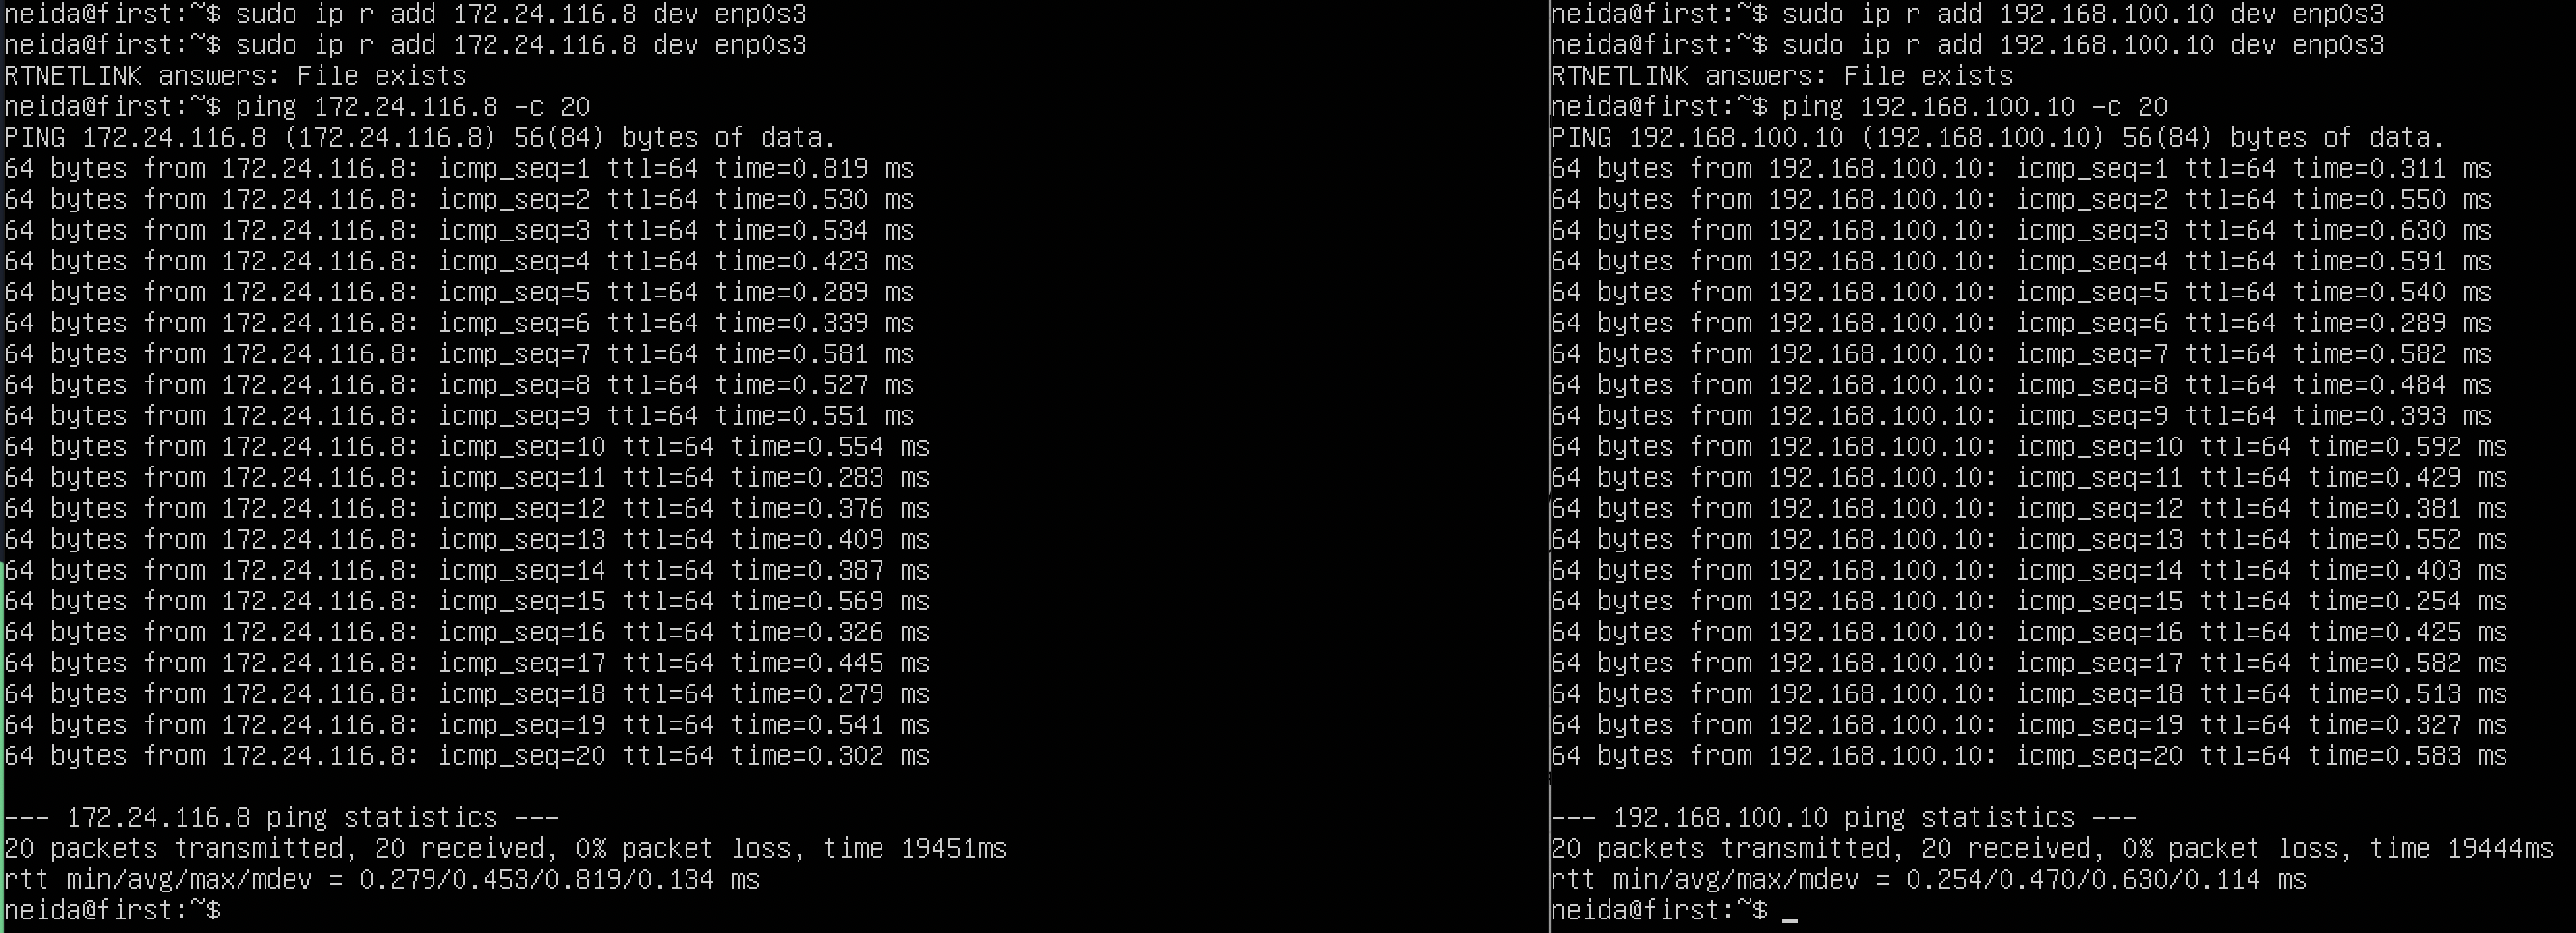 neida@first:~$ sudo ip r add 172.24.116.8 dev enp0s3
neida@first:~$ sudo ip r add 172.24.116.8 dev enp0s3
RTNETLINK answers: File exists
neida@first:~$ ping 172.24.116.8 -c 20
PING 172.24.116.8 (172.24.116.8) 56(84) bytes of data.
64 bytes from 172.24.116.8: icmp_seq=1 ttl=64 time=0.819 ms
64 bytes from 172.24.116.8: icmp_seq=2 ttl=64 time=0.530 ms
64 bytes from 172.24.116.8: icmp_seq=3 ttl=64 time=0.534 ms
64 bytes from 172.24.116.8: icmp_seq=4 ttl=64 time=0.423 ms
64 bytes from 172.24.116.8: icmp_seq=5 ttl=64 time=0.289 ms
64 bytes from 172.24.116.8: icmp_seq=6 ttl=64 time=0.339 ms
64 bytes from 172.24.116.8: icmp_seq=7 ttl=64 time=0.581 ms
64 bytes from 172.24.116.8: icmp_seq=8 ttl=64 time=0.527 ms
64 bytes from 172.24.116.8: icmp_seq=9 ttl=64 time=0.551 ms
64 bytes from 172.24.116.8: icmp_seq=10 ttl=64 time=0.554 ms
64 bytes from 172.24.116.8: icmp_seq=11 ttl=64 time=0.283 ms
64 bytes from 172.24.116.8: icmp_seq=12 ttl=64 time=0.376 ms
64 bytes from 172.24.116.8: icmp_seq=13 ttl=64 time=0.409 ms
64 bytes from 172.24.116.8: icmp_seq=14 ttl=64 time=0.387 ms
64 bytes from 172.24.116.8: icmp_seq=15 ttl=64 time=0.569 ms
64 bytes from 172.24.116.8: icmp_seq=16 ttl=64 time=0.326 ms
64 bytes from 172.24.116.8: icmp_seq=17 ttl=64 time=0.445 ms
64 bytes from 172.24.116.8: icmp_seq=18 ttl=64 time=0.279 ms
64 bytes from 172.24.116.8: icmp_seq=19 ttl=64 time=0.541 ms
64 bytes from 172.24.116.8: icmp_seq=20 ttl=64 time=0.302 ms
--- 172.24.116.8 ping statistics ---
20 packets transmitted, 20 received, 0% packet loss, time 19451ms
rtt min/avg/max/mdev = 0.279/0.453/0.819/0.134 ms
neida@first:~$
neida@first:~$ sudo ip r add 192.168.100.10 dev enp0s3
neida@first:~$ sudo ip r add 192.168.100.10 dev enp0s3
RTNETLINK answers: File exists
neida@first:~$ ping 192.168.100.10 -c 20
PING 192.168.100.10 (192.168.100.10) 56(84) bytes of data.
64 bytes from 192.168.100.10: icmp_seq=1 ttl=64 time=0.311 ms
64 bytes from 192.168.100.10: icmp_seq=2 ttl=64 time=0.550 ms
64 bytes from 192.168.100.10: icmp_seq=3 ttl=64 time=0.630 ms
64 bytes from 192.168.100.10: icmp_seq=4 ttl=64 time=0.591 ms
64 bytes from 192.168.100.10: icmp_seq=5 ttl=64 time=0.540 ms
64 bytes from 192.168.100.10: icmp_seq=6 ttl=64 time=0.289 ms
64 bytes from 192.168.100.10: icmp_seq=7 ttl=64 time=0.582 ms
64 bytes from 192.168.100.10: icmp_seq=8 ttl=64 time=0.484 ms
64 bytes from 192.168.100.10: icmp_seq=9 ttl=64 time=0.393 ms
64 bytes from 192.168.100.10: icmp_seq=10 ttl=64 time=0.592 ms
64 bytes from 192.168.100.10: icmp_seq=11 ttl=64 time=0.429 ms
64 bytes from 192.168.100.10: icmp_seq=12 ttl=64 time=0.381 ms
64 bytes from 192.168.100.10: icmp_seq=13 ttl=64 time=0.552 ms
64 bytes from 192.168.100.10: icmp_seq=14 ttl=64 time=0.403 ms
64 bytes from 192.168.100.10: icmp_seq=15 ttl=64 time=0.254 ms
64 bytes from 192.168.100.10: icmp_seq=16 ttl=64 time=0.425 ms
64 bytes from 192.168.100.10: icmp_seq=17 ttl=64 time=0.582 ms
64 bytes from 192.168.100.10: icmp_seq=18 ttl=64 time=0.513 ms
64 bytes from 192.168.100.10: icmp_seq=19 ttl=64 time=0.327 ms
64 bytes from 192.168.100.10: icmp_seq=20 ttl=64 time=0.583 ms
--- 192.168.100.10 ping statistics ---
20 packets transmitted, 20 received, 0% packet loss, time 19444ms
rtt min/avg/max/mdev = 0.254/0.470/0.630/0.114 ms
neida@first:~$ _